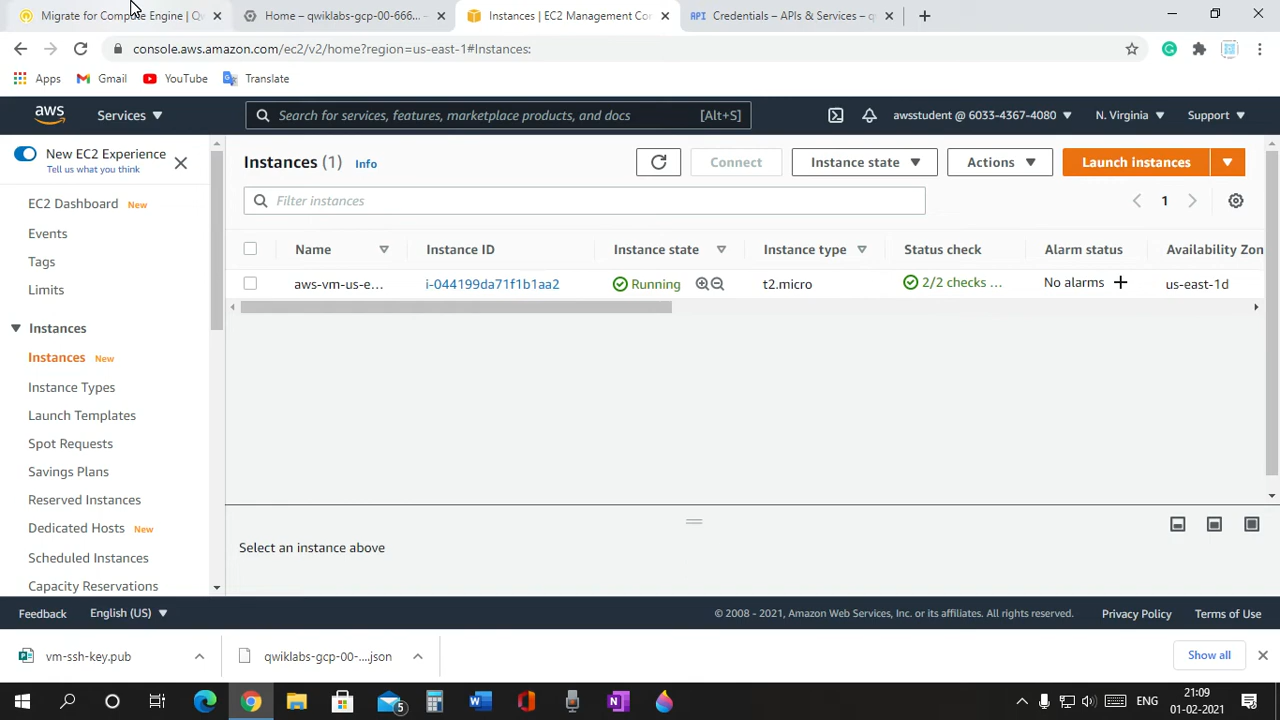 Migrate for Compute Engine | Qw
Home – qwiklabs-gcp-00-666...
Instances | EC2 Management Con
API Credentials – APIs & Services – q
console.aws.amazon.com/ec2/v2/home?region=us-east-1#Instances:
Apps Gmail YouTube Translate
aws Services Search for services, features, marketplace products, and docs [Alt+S] awsstudent @ 6033-4367-4080 N. Virginia Support
New EC2 Experience
Tell us what you think
EC2 Dashboard New
Events
Tags
Limits
Instances
Instances New
Instance Types
Launch Templates
Spot Requests
Savings Plans
Reserved Instances
Dedicated Hosts New
Scheduled Instances
Capacity Reservations
Instances (1) Info
Connect Instance state Actions Launch instances
Filter instances
1
Name Instance ID Instance state Instance type Status check Alarm status Availability Zon
aws-vm-us-e... i-044199da71f1b1aa2 Running t2.micro 2/2 checks ... No alarms + us-east-1d
Select an instance above
Feedback English (US) © 2008 - 2021, Amazon Web Services, Inc. or its affiliates. All rights reserved. Privacy Policy Terms of Use
vm-ssh-key.pub qwiklabs-gcp-00-....json Show all
5
ENG
21:09
01-02-2021